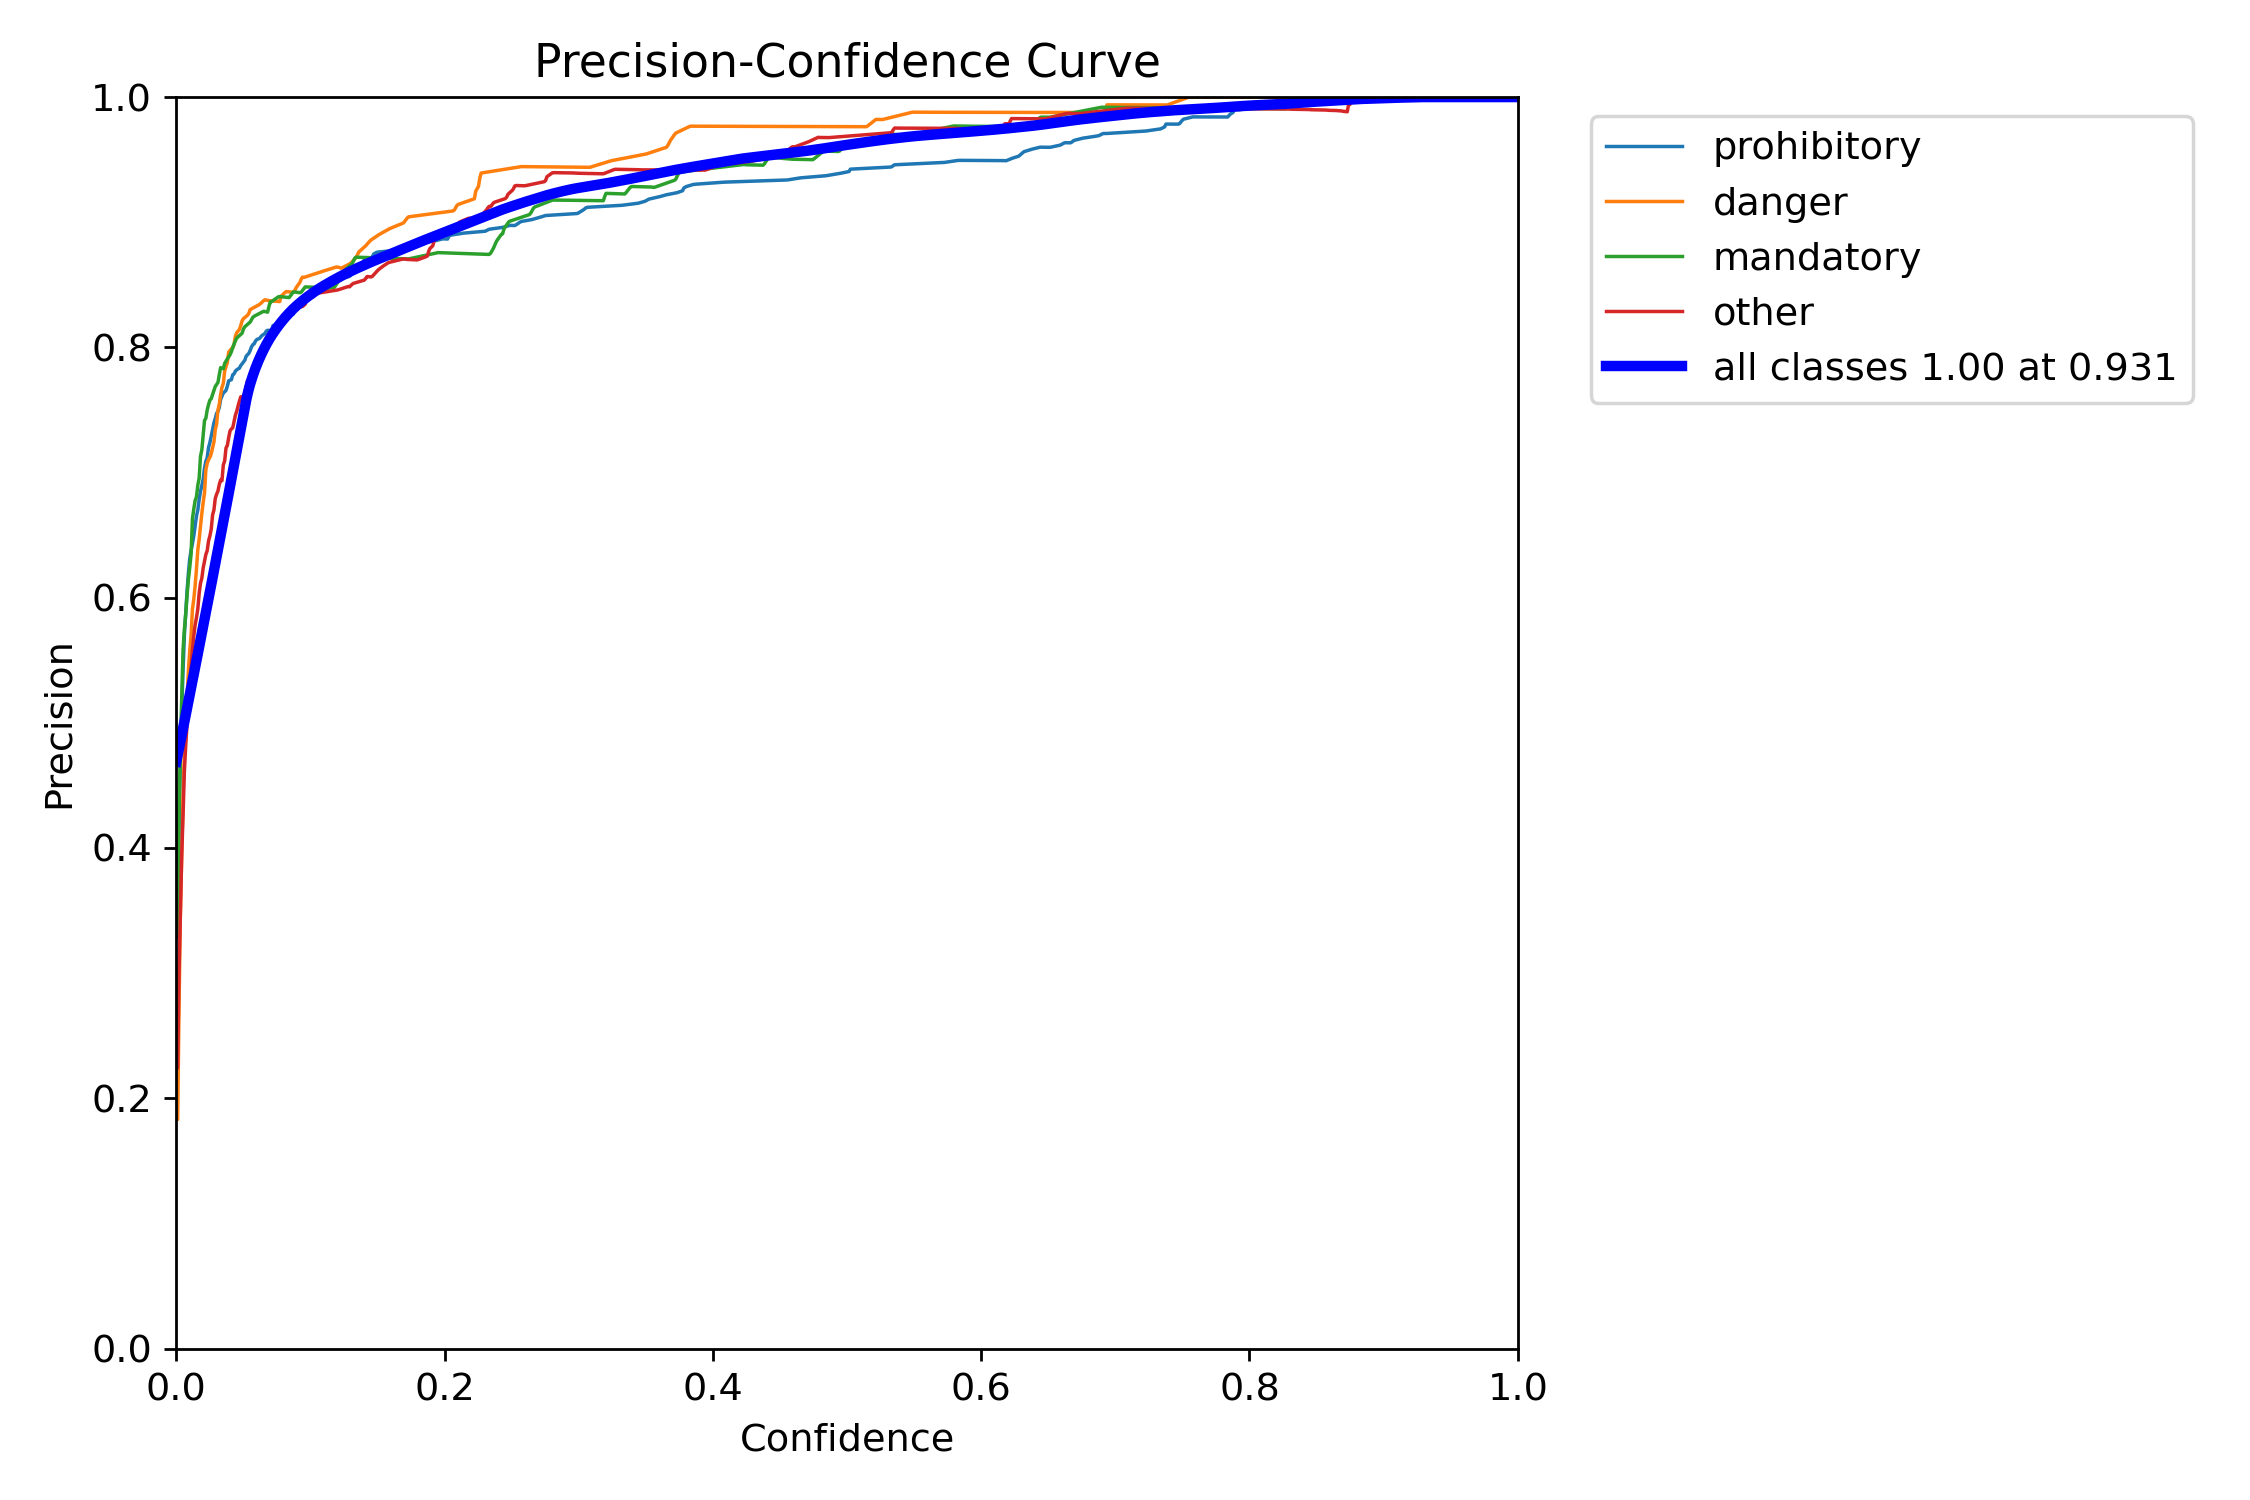 Precision-Confidence Curve
1.0
0.8
0.6
0.4
0.2
0.0
Precision
0.0 0.2 0.4 0.6 0.8 1.0
Confidence
prohibitory
danger
mandatory
other
all classes 1.00 at 0.931